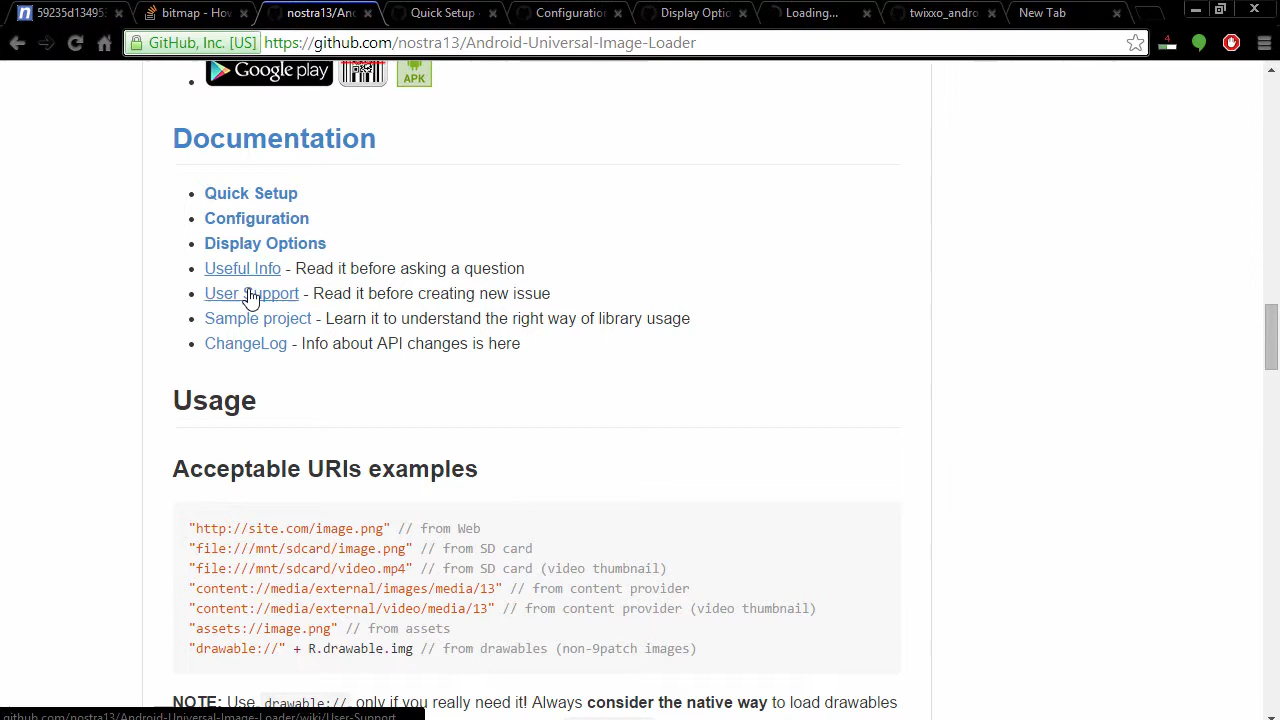 59235d13495
bitmap - Hov
nostra13/An
Quick Setup
Configuration
Display Optio
Loading...
twixxo_andro
New Tab
GitHub, Inc. [US]
https://github.com/nostra13/Android-Universal-Image-Loader
4
Google play
APK
Documentation
Quick Setup
Configuration
Display Options
Useful Info - Read it before asking a question
User Support - Read it before creating new issue
Sample project - Learn it to understand the right way of library usage
ChangeLog - Info about API changes is here
Usage
Acceptable URIs examples
"http://site.com/image.png" // from Web
"file:///mnt/sdcard/image.png" // from SD card
"file:///mnt/sdcard/video.mp4" // from SD card (video thumbnail)
"content://media/external/images/media/13" // from content provider
"content://media/external/video/media/13" // from content provider (video thumbnail)
"assets://image.png" // from assets
"drawable://" + R.drawable.img // from drawables (non-9patch images)
NOTE: Use drawable:// only if you really need it! Always consider the native way to load drawables
github.com/nostra13/Android-Universal-Image-Loader/wiki/User-Support